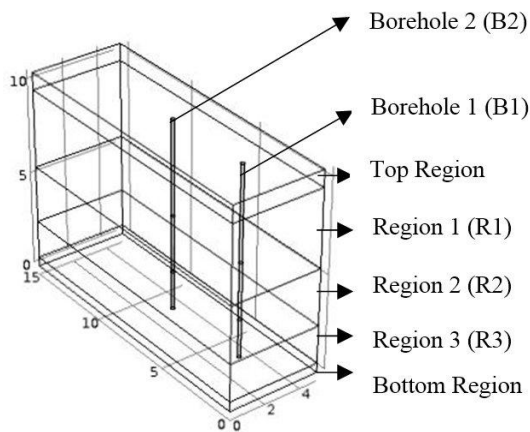 Borehole 2 (B2)
Borehole 1 (B1)
Top Region
Region 1 (R1)
Region 2 (R2)
Region 3 (R3)
Bottom Region
10
5
0
15
10
5
0
0
2
4